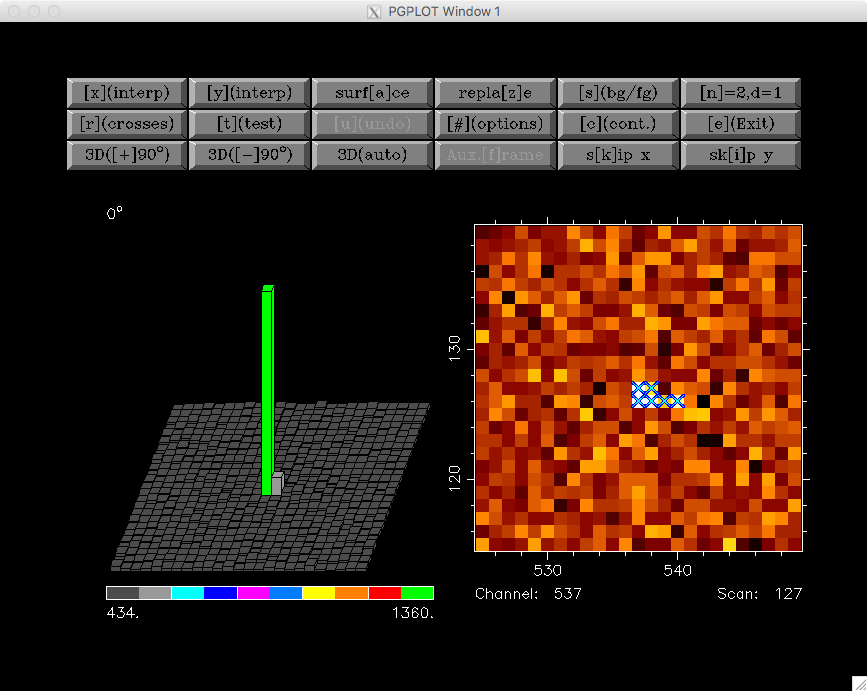 PGPLOT Window 1
[x](interp) [y](interp) surf[a]ce repla[z]e [s](bg/fg) [n]=2,d=1
[r](crosses) [t](test) [u](undo) [#](options) [c](cont.) [e](Exit)
3D([+]90°) 3D([−]90°) 3D(auto) Aux.[f]rame s[k]ip x sk[i]p y
0°
130
120
530 540
Channel: 537 Scan: 127
434. 1360.